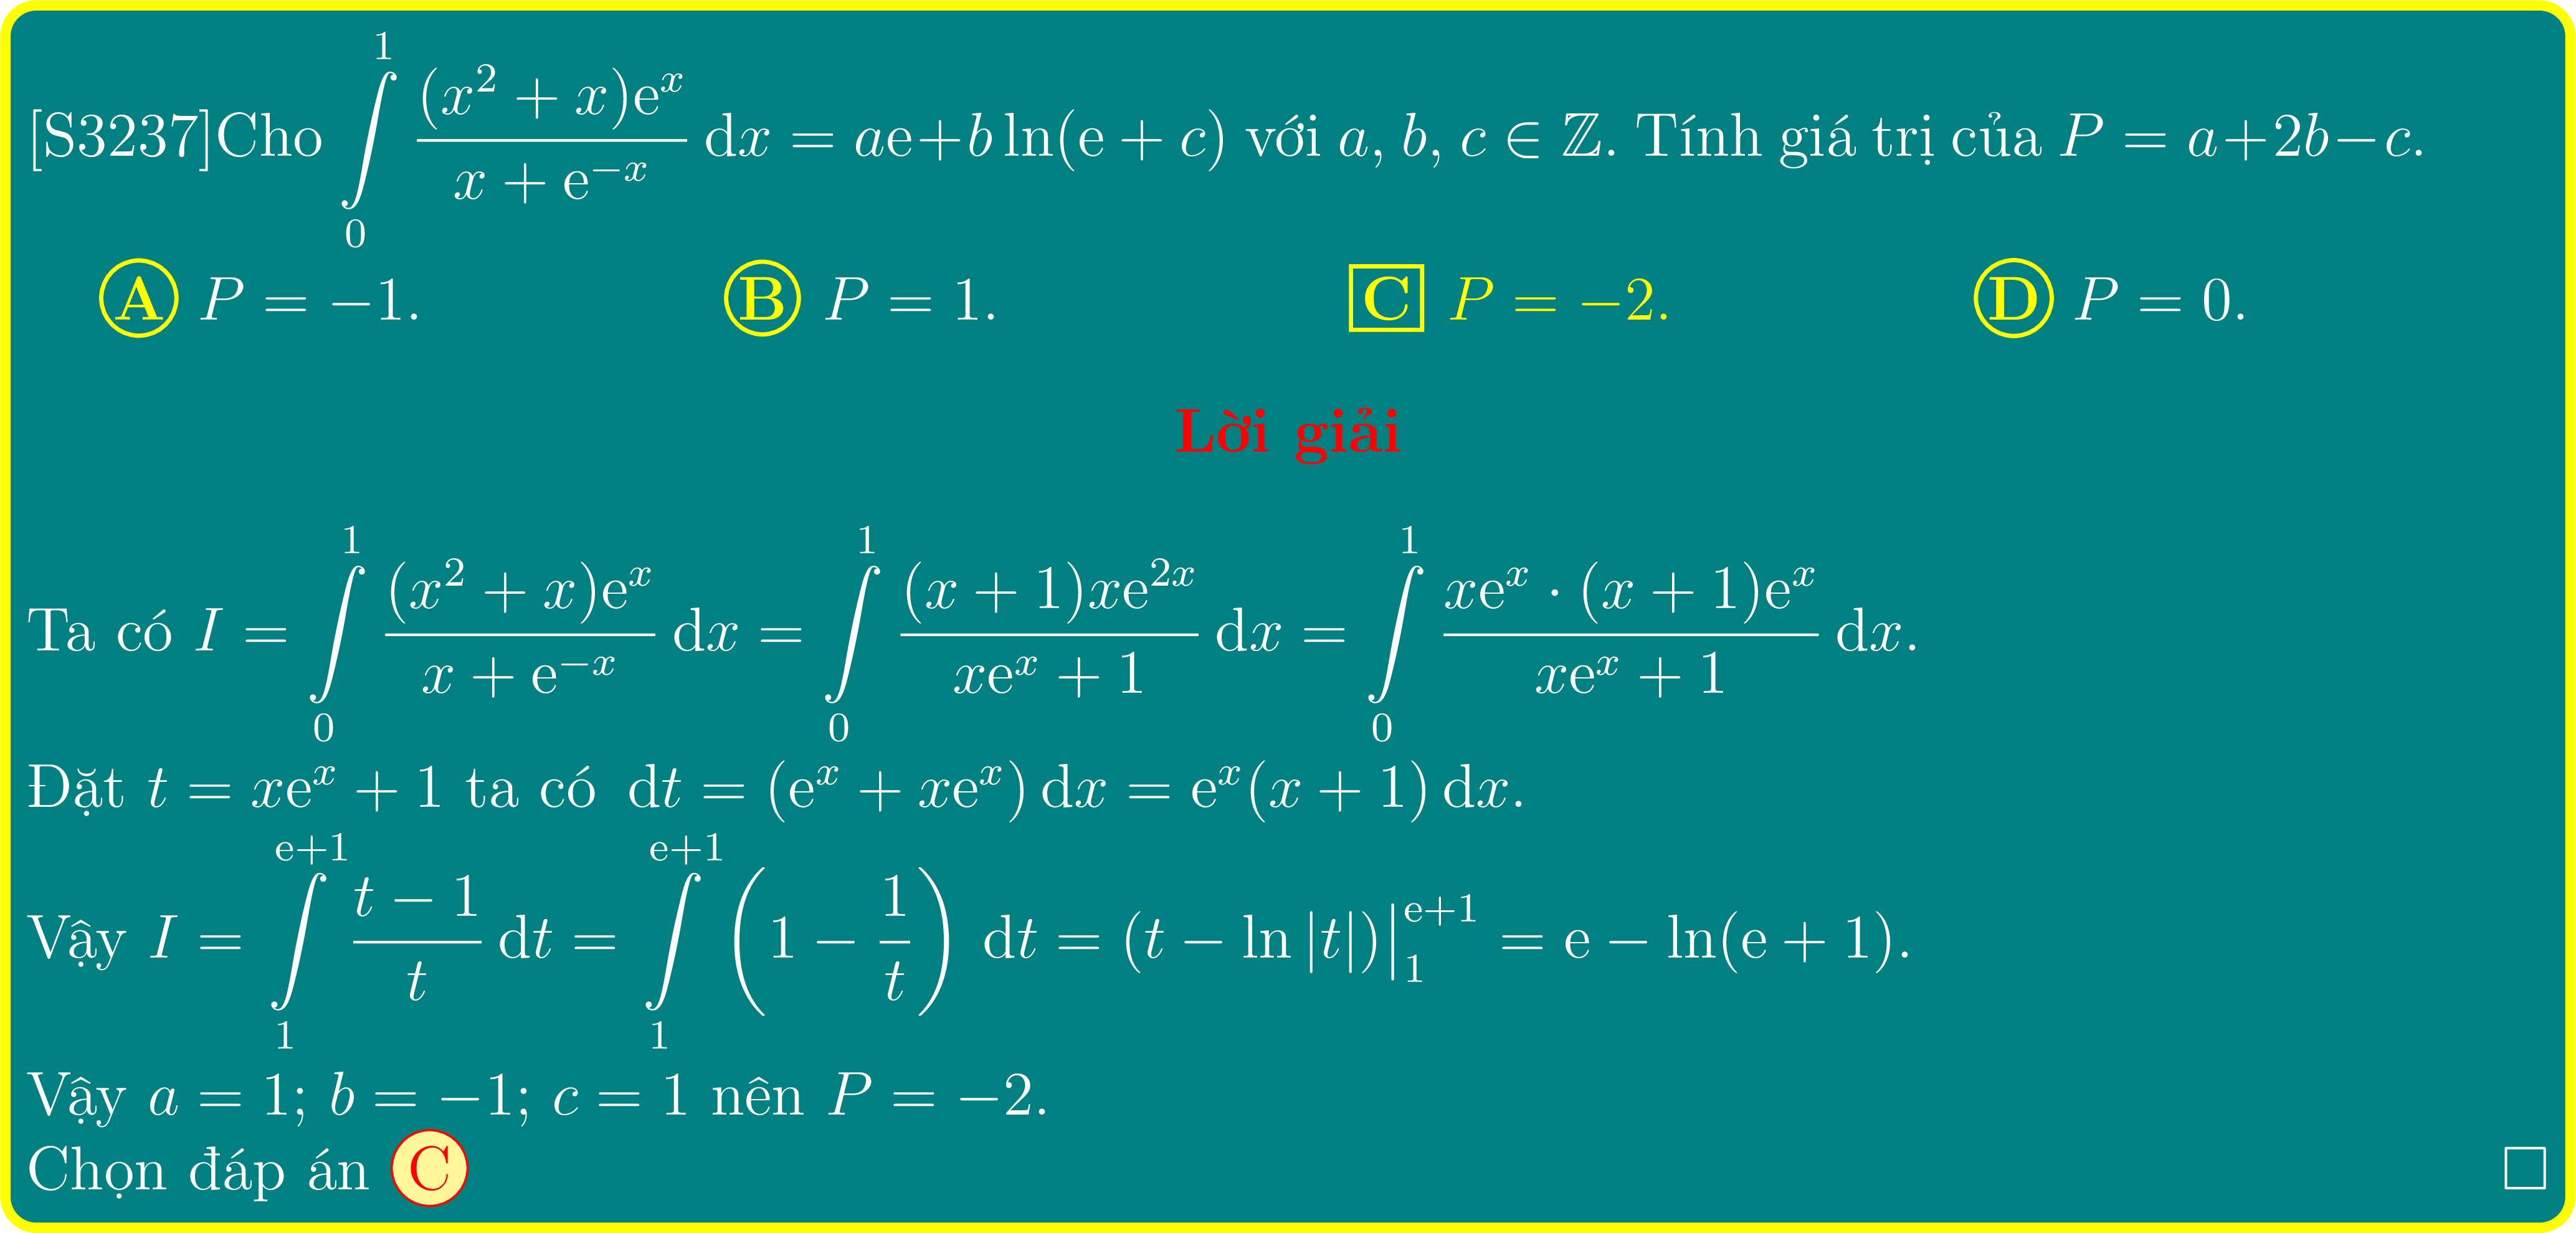 [S3237]Cho \int\limits_0^1 \frac{(x^2 + x)e^x}{x + e^{-x}} dx = ae+b ln(e + c) với a, b, c ∈ ℤ. Tính giá trị của P = a+2b−c.
Ⓐ P = −1. Ⓑ P = 1. C P = −2. Ⓓ P = 0.
Lời giải
Ta có I = \int\limits_0^1 \frac{(x^2 + x)e^x}{x + e^{-x}} dx = \int\limits_0^1 \frac{(x + 1)xe^{2x}}{xe^x + 1} dx = \int\limits_0^1 \frac{xe^x · (x + 1)e^x}{xe^x + 1} dx.
Đặt t = xe^x + 1 ta có dt = (e^x + xe^x) dx = e^x(x + 1) dx.
Vậy I = \int\limits_1^{e+1} \frac{t − 1}{t} dt = \int\limits_1^{e+1} \left(1 − \frac{1}{t}\right) dt = (t − ln |t|)|_1^{e+1} = e − ln(e + 1).
Vậy a = 1; b = −1; c = 1 nên P = −2.
Chọn đáp án Ⓒ □